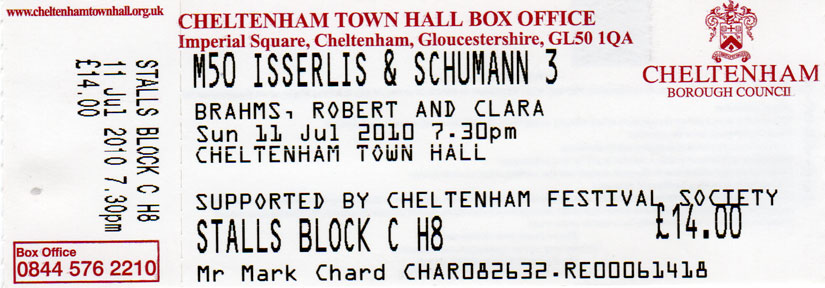 www.cheltenhamtownhall.org.uk
STALLS BLOCK C H8
11 Jul 2010 7.30pm
£14.00
Box Office
0844 576 2210
CHELTENHAM TOWN HALL BOX OFFICE
Imperial Square, Cheltenham, Gloucestershire, GL50 1QA
M50 ISSERLIS & SCHUMANN 3
BRAHMS, ROBERT AND CLARA
Sun 11 Jul 2010 7.30pm
CHELTENHAM TOWN HALL
SUPPORTED BY CHELTENHAM FESTIVAL SOCIETY
STALLS BLOCK C H8
£14.00
Mr Mark Chard CHAR082632.RE00061418
CHELTENHAM
BOROUGH COUNCIL